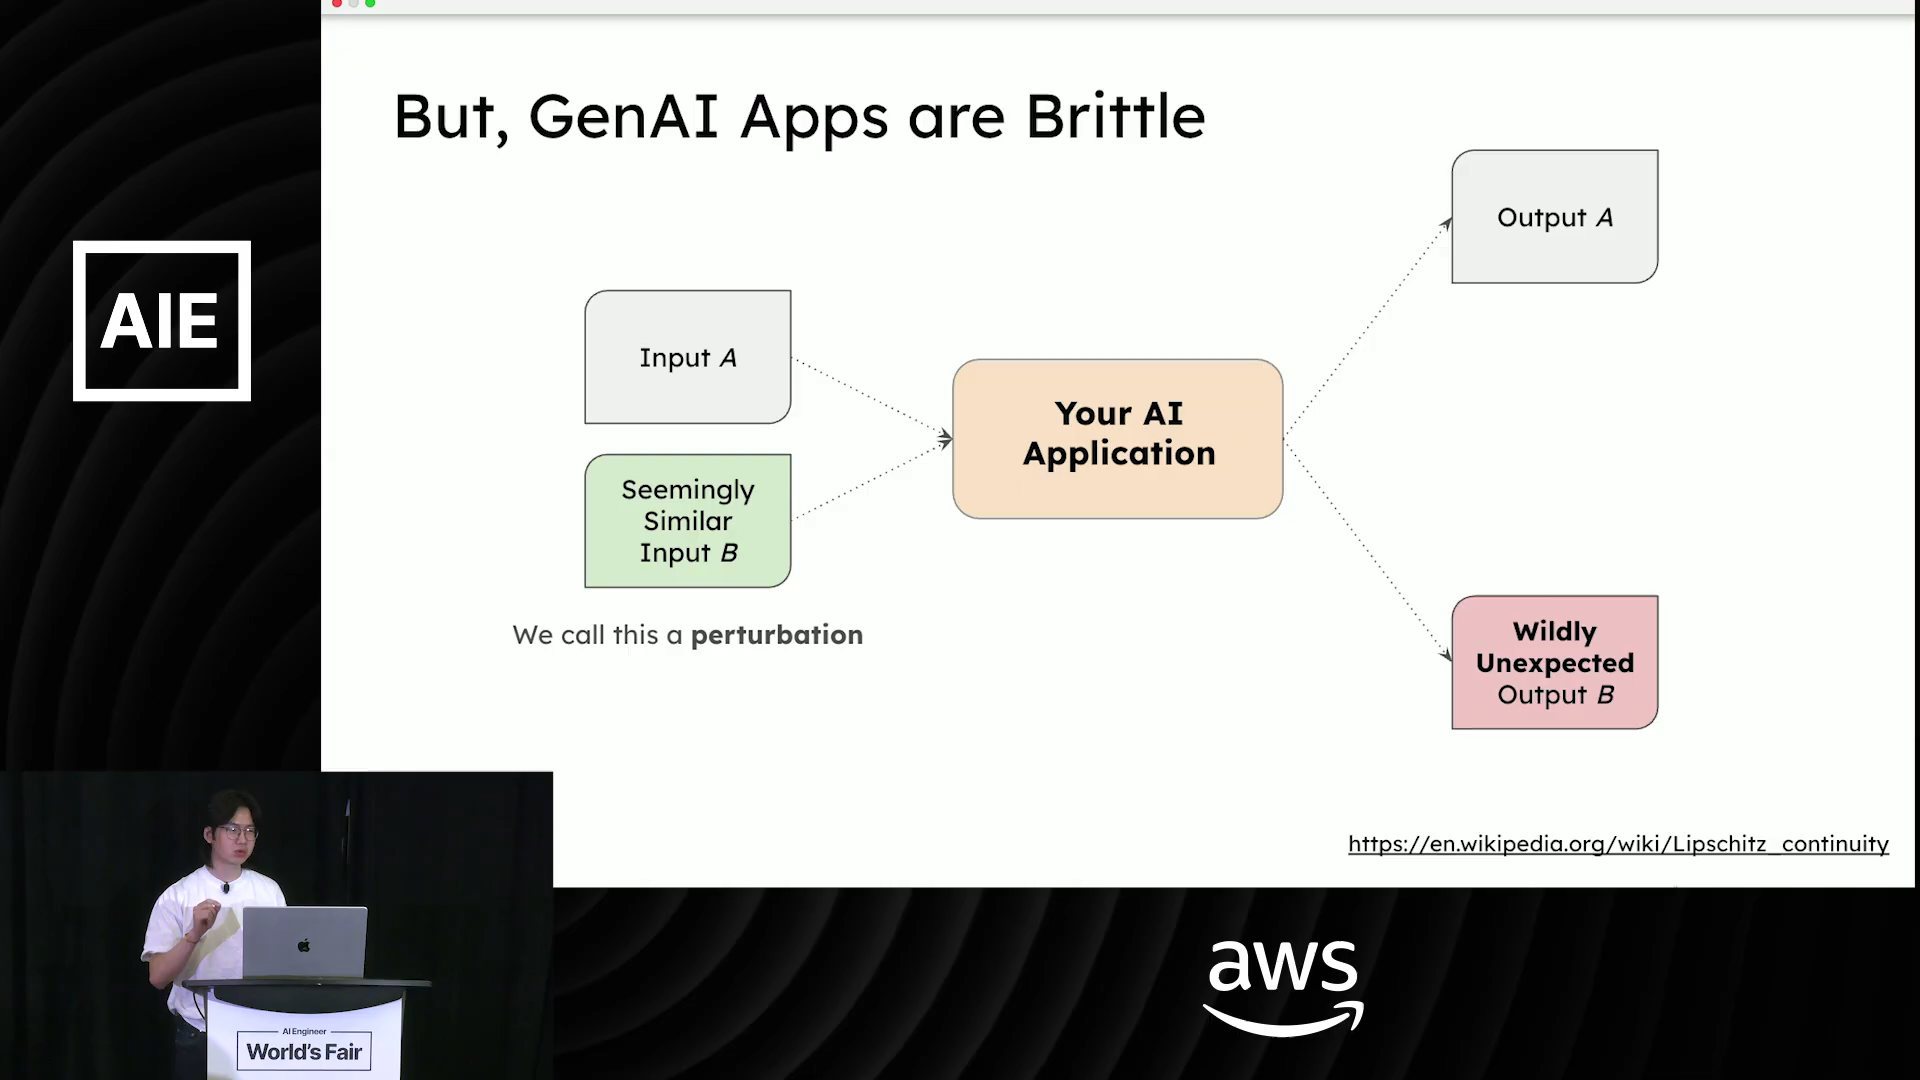 But, GenAI Apps are Brittle
Output A
AIE
Input A
Your AI
Application
Seemingly
Similar
Input B
We call this a perturbation
Wildly
Unexpected
Output B
https://en.wikipedia.org/wiki/Lipschitz_continuity
aws
AI Engineer
World's Fair